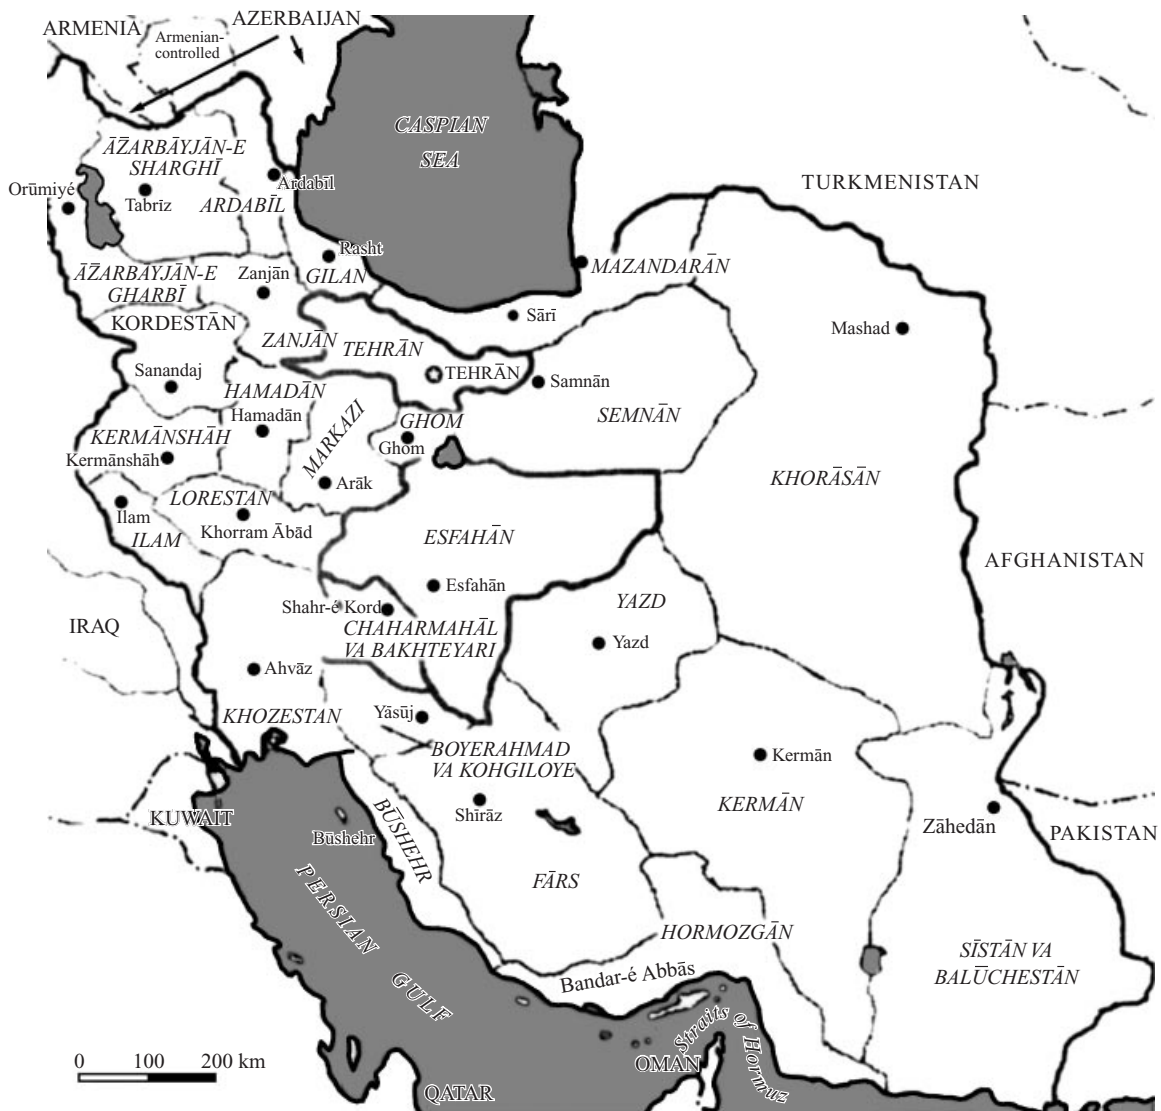 AZERBAIJAN
ARMENIA
Armenian-
controlled
CASPIAN
SEA
ĀZ̄ARBĀYJĀN-E
SHARGHĪ
TURKMENISTAN
Orūmiyé
Tabrīz
Ardabīl
ARDABĪL
Rasht
GILAN
MAZANDARĀN
ĀZ̄ARBAYJĀN-E
GHARBĪ
Zanjān
KORDESTĀN
Sārī
Mashad
ZANJĀN
TEHRĀN
TEHRĀN
Sanandaj
Samnān
HAMADĀN
Hamadān
SEMNĀN
MARKAZI
GHOM
Ghom
KERMĀNSHĀH
Kermānshāh
KHORĀSĀN
Arāk
LORESTAN
Khorram Ābād
Ilam
ILAM
ESFAHĀN
AFGHANISTAN
Esfahān
YAZD
Shahr-é Kord
CHAHARMAHĀL
VA BAKHTEYARI
IRAQ
Yazd
Ahvāz
KHOZESTAN
Yāsūj
BOYERAHMAD
VA KOHGILOYE
Kermān
KERMĀN
KUWAIT
Shīrāz
BŪSHEHR
Būshehr
Zāhedān
PAKISTAN
FĀRS
PERSIAN GULF
HORMOZGĀN
SĪSTĀN VA
BALŪCHESTĀN
Bandar-é Abbās
Straits of Hormuz
OMAN
QATAR
0 100 200 km